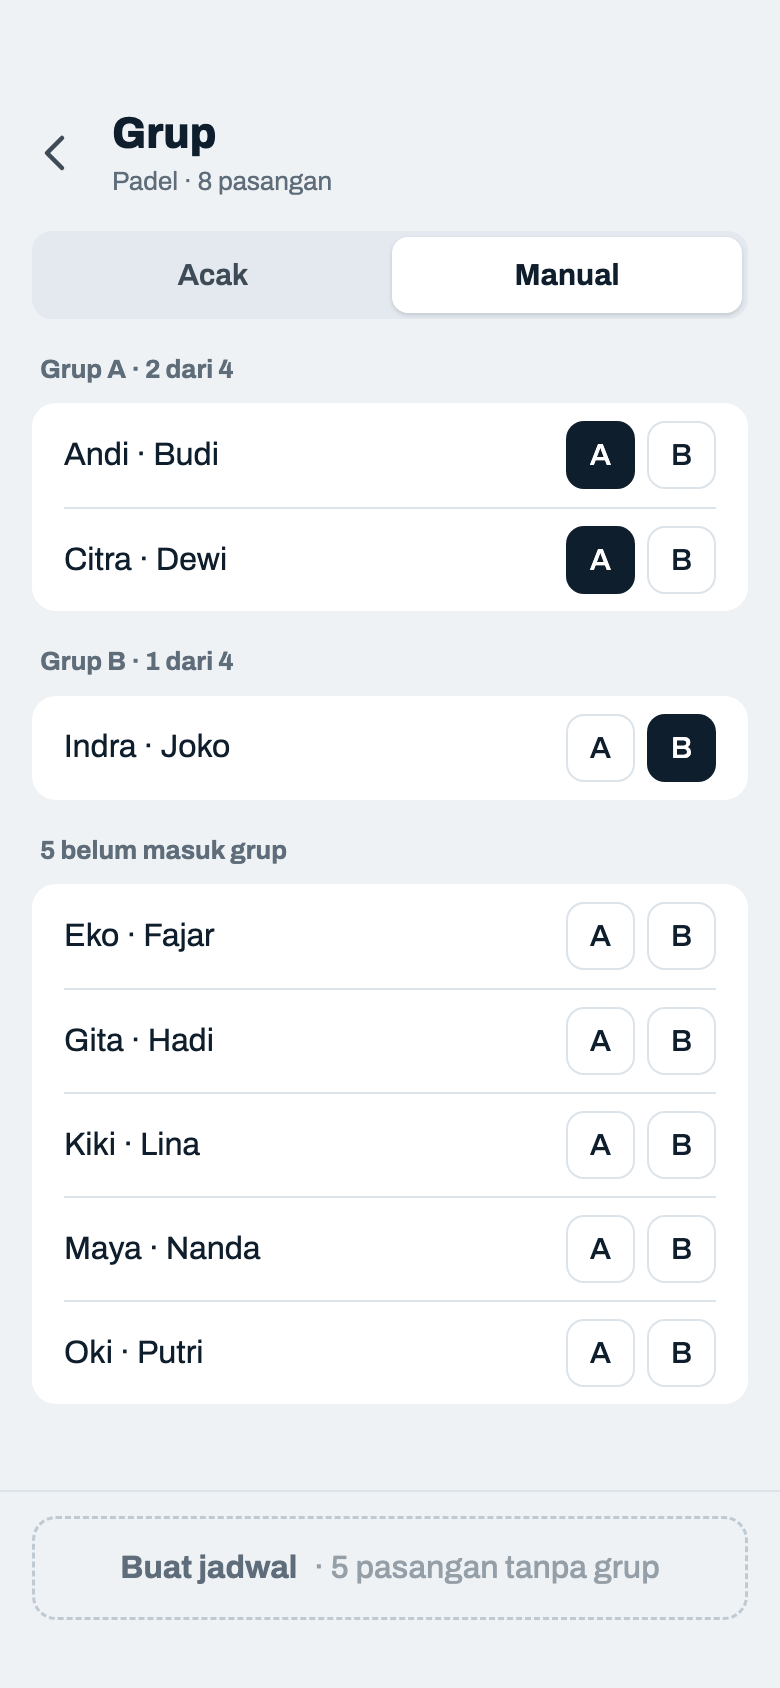 Grup
Padel · 8 pasangan
Acak Manual
Grup A · 2 dari 4
Andi · Budi A B
Citra · Dewi A B
Grup B · 1 dari 4
Indra · Joko A B
5 belum masuk grup
Eko · Fajar A B
Gita · Hadi A B
Kiki · Lina A B
Maya · Nanda A B
Oki · Putri A B
Buat jadwal · 5 pasangan tanpa grup